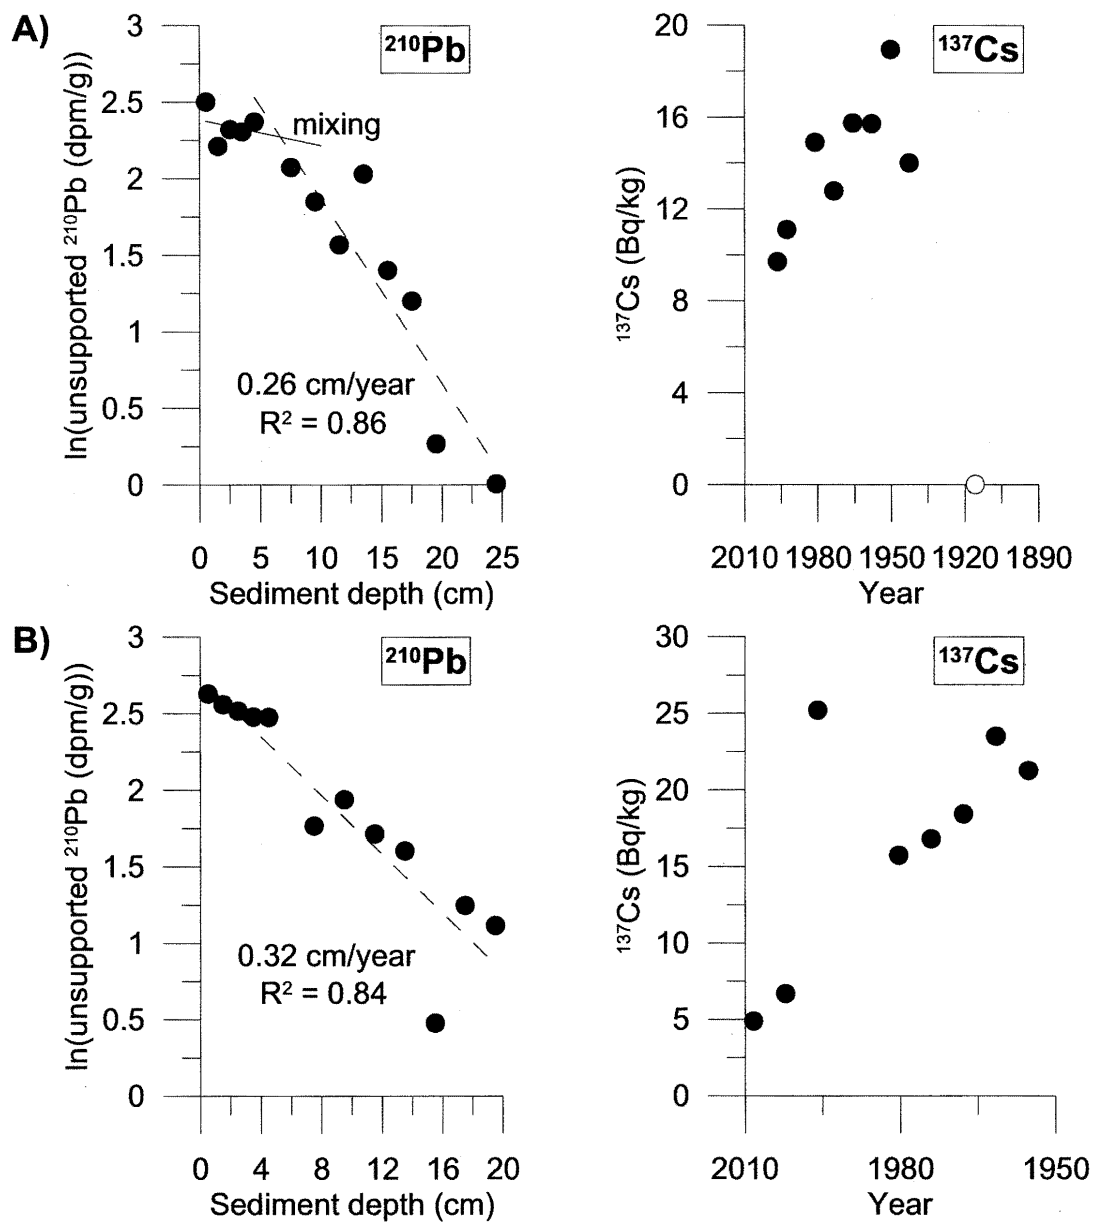 A)
²¹⁰Pb
ln(unsupported ²¹⁰Pb (dpm/g))
3
2.5
2
1.5
1
0.5
0
mixing
0.26 cm/year
R² = 0.86
0 5 10 15 20 25
Sediment depth (cm)
¹³⁷Cs
¹³⁷Cs (Bq/kg)
20
16
12
8
4
0
2010 1980 1950 1920 1890
Year
B)
²¹⁰Pb
ln(unsupported ²¹⁰Pb (dpm/g))
3
2.5
2
1.5
1
0.5
0
0.32 cm/year
R² = 0.84
0 4 8 12 16 20
Sediment depth (cm)
¹³⁷Cs
¹³⁷Cs (Bq/kg)
30
25
20
15
10
5
0
2010 1980 1950
Year